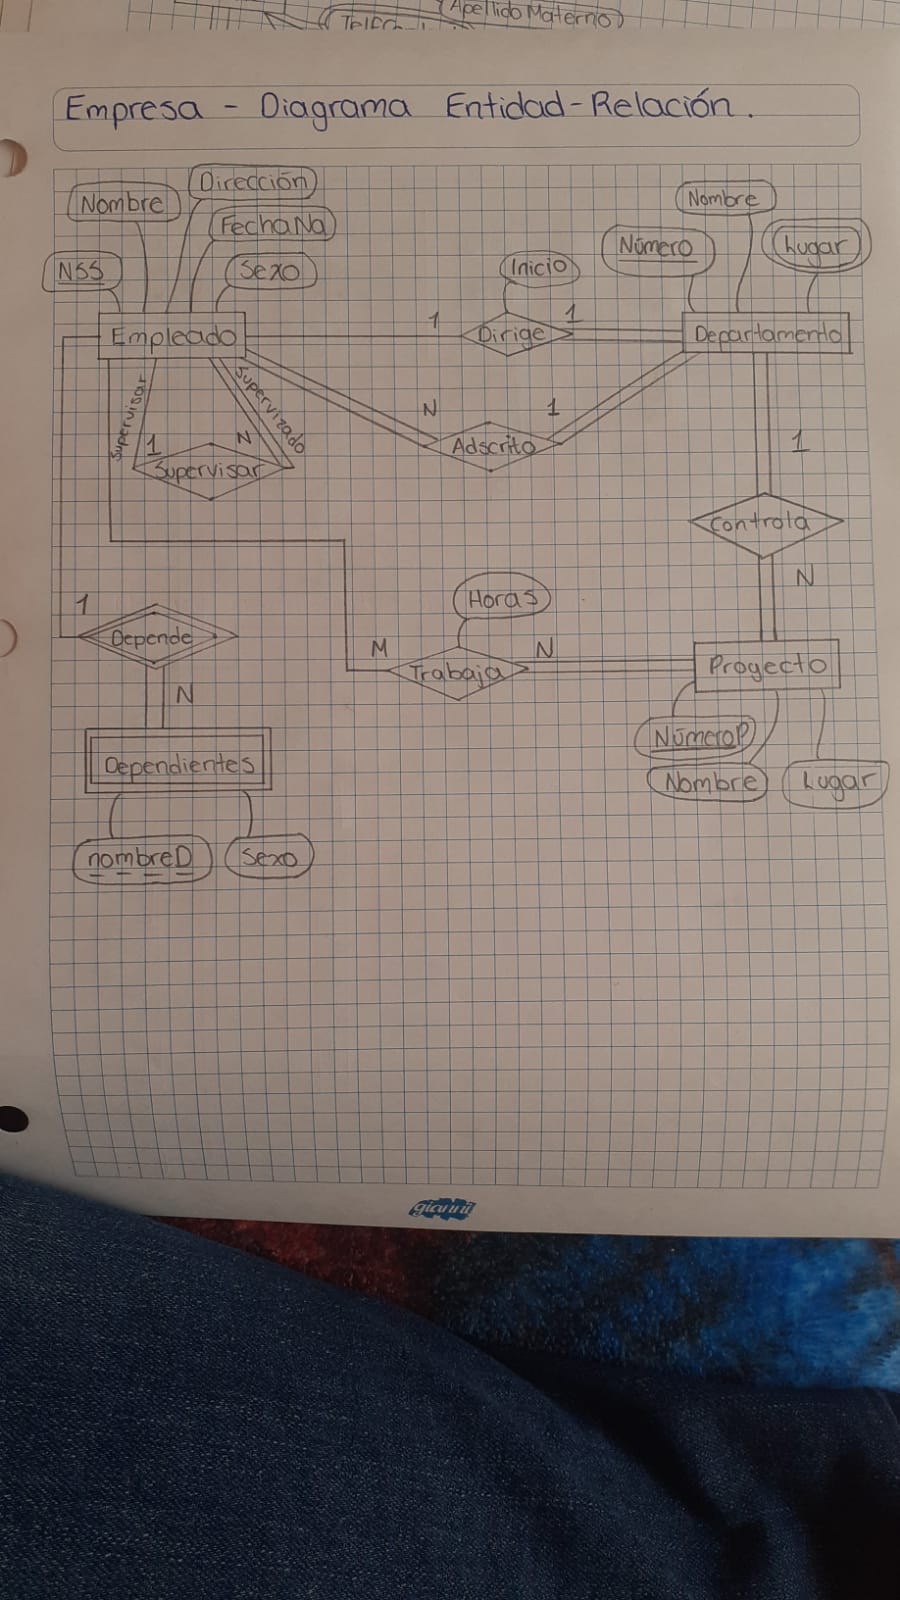 Apellido Materno
Empresa - Diagrama Entidad-Relación.
Dirección
Nombre
Nombre
FechaNa
Número
Lugar
NSS
Sexo
Inicio
Empleado
1
Dirige
1
Departamento
Supervisar
Supervizado
N
1
1
N
Adscrito
1
Supervisar
Controla
N
Horas
1
Depende
M
Trabaja
N
Proyecto
N
NúmeroP
Dependientes
Nombre
Lugar
nombreD
Sexo
gianni